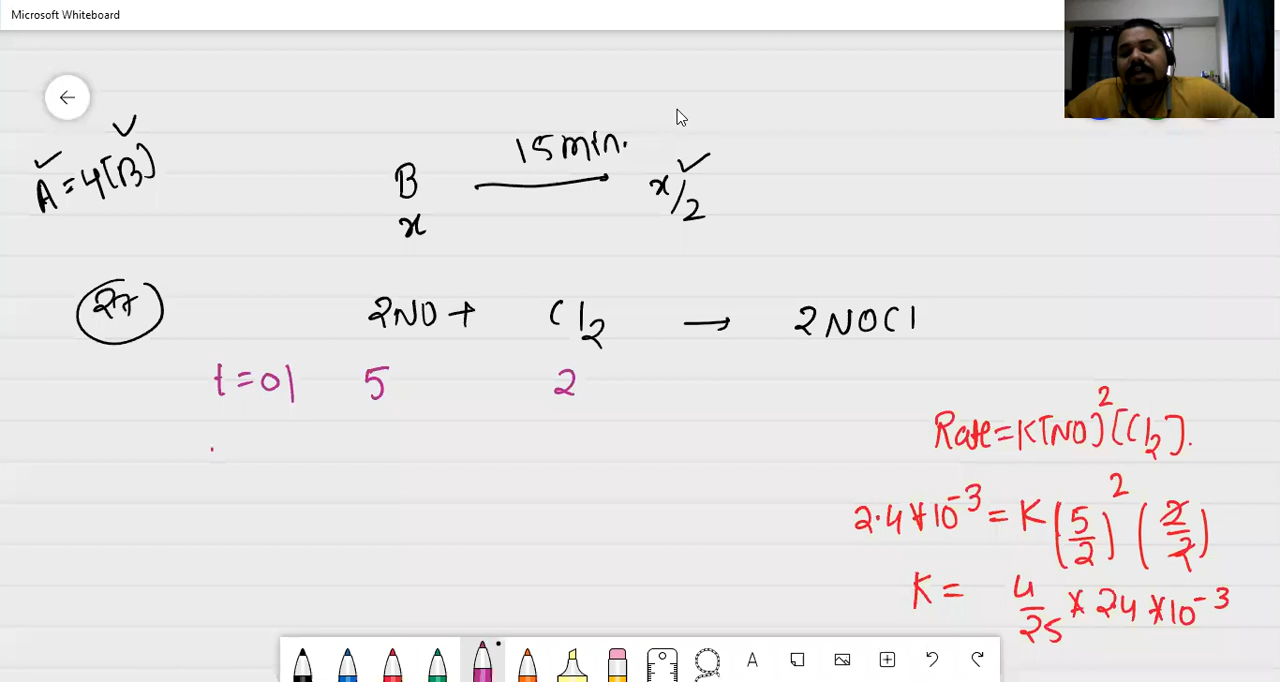 Microsoft Whiteboard
A = 4[B]
B 15 min. x/2
x
27 2NO + Cl2 → 2NOCl
t=0 5 2
Rate = K[NO]^2 [Cl2].
2.4*10^-3 = K (5/2)^2 (2/2)
K = 4/25 * 24 * 10^-3
A